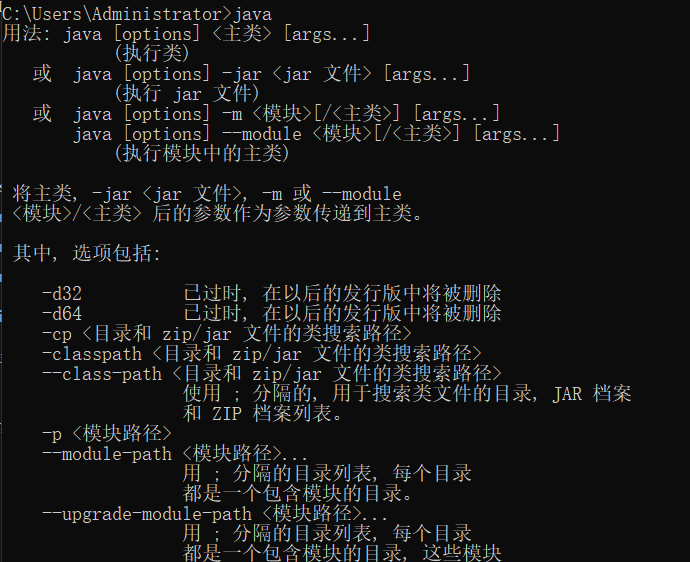 C:\Users\Administrator>java
用法: java [options] <主类> [args...]
(执行类)
或 java [options] -jar <jar 文件> [args...]
(执行 jar 文件)
或 java [options] -m <模块>[/<主类>] [args...]
java [options] --module <模块>[/<主类>] [args...]
(执行模块中的主类)
将主类, -jar <jar 文件>, -m 或 --module
<模块>/<主类> 后的参数作为参数传递到主类。
其中, 选项包括:
-d32 已过时, 在以后的发行版中将被删除
-d64 已过时, 在以后的发行版中将被删除
-cp <目录和 zip/jar 文件的类搜索路径>
-classpath <目录和 zip/jar 文件的类搜索路径>
--class-path <目录和 zip/jar 文件的类搜索路径>
使用 ; 分隔的, 用于搜索类文件的目录, JAR 档案
和 ZIP 档案列表。
-p <模块路径>
--module-path <模块路径>...
用 ; 分隔的目录列表, 每个目录
都是一个包含模块的目录。
--upgrade-module-path <模块路径>...
用 ; 分隔的目录列表, 每个目录
都是一个包含模块的目录, 这些模块